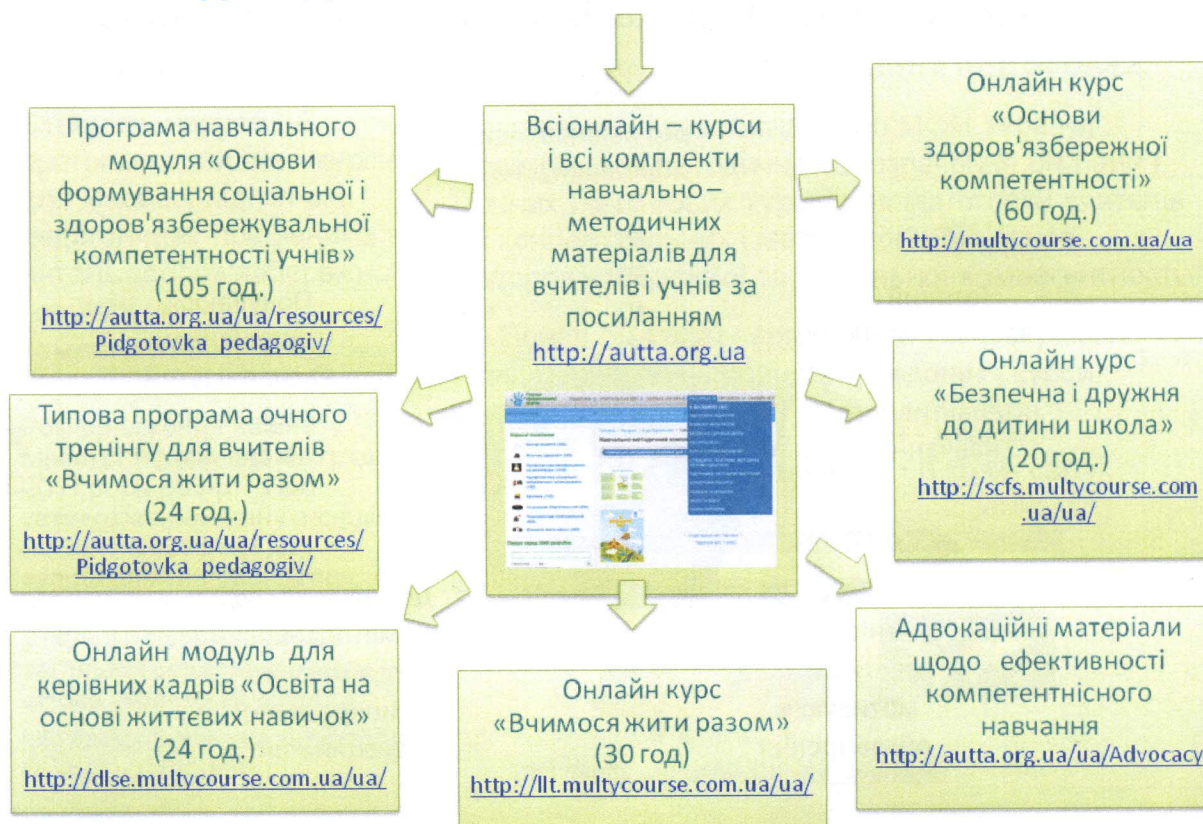 Програма навчального
модуля «Основи
формування соціальної і
здоров'язбережувальної
компетентності учнів»
(105 год.)
http://autta.org.ua/ua/resources/
Pidgotovka_pedagogiv/
Всі онлайн – курси
і всі комплекти
навчально –
методичних
матеріалів для
вчителів і учнів за
посиланням
http://autta.org.ua
Онлайн курс
«Основи
здоров'язбережної
компетентності»
(60 год.)
http://multycourse.com.ua/ua
Типова програма очного
тренінгу для вчителів
«Вчимося жити разом»
(24 год.)
http://autta.org.ua/ua/resources/
Pidgotovka_pedagogiv/
Онлайн курс
«Безпечна і дружня
до дитини школа»
(20 год.)
http://scfs.multycourse.com
.ua/ua/
Онлайн модуль для
керівних кадрів «Освіта на
основі життєвих навичок»
(24 год.)
http://dlse.multycourse.com.ua/ua/
Онлайн курс
«Вчимося жити разом»
(30 год)
http://llt.multycourse.com.ua/ua/
Адвокаційні матеріали
щодо ефективності
компетентнісного
навчання
http://autta.org.ua/ua/Advocacy